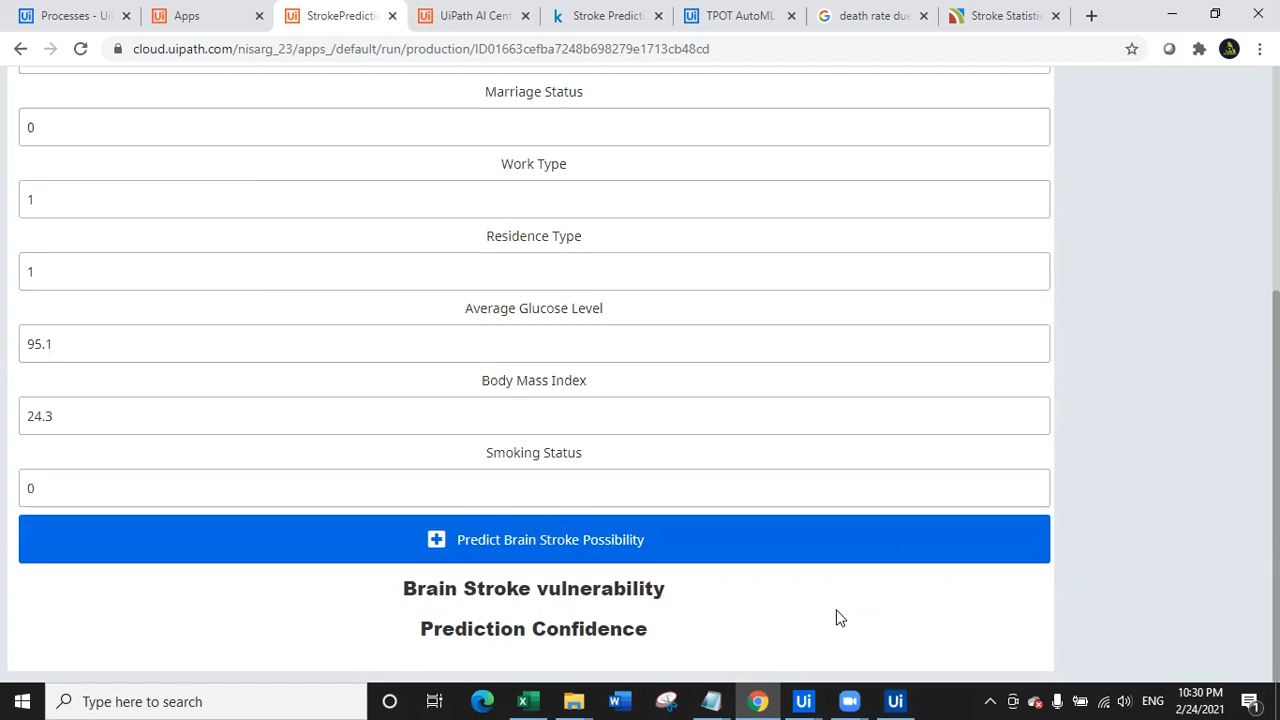 Processes - Ui
Apps
StrokePredicti
UiPath AI Cent
Stroke Predicti
TPOT AutoML
death rate due
Stroke Statistic
cloud.uipath.com/nisarg_23/apps_/default/run/production/ID01663cefba7248b698279e1713cb48cd
Marriage Status
0
Work Type
1
Residence Type
1
Average Glucose Level
95.1
Body Mass Index
24.3
Smoking Status
0
Predict Brain Stroke Possibility
Brain Stroke vulnerability
Prediction Confidence
Type here to search
ENG
10:30 PM
2/24/2021